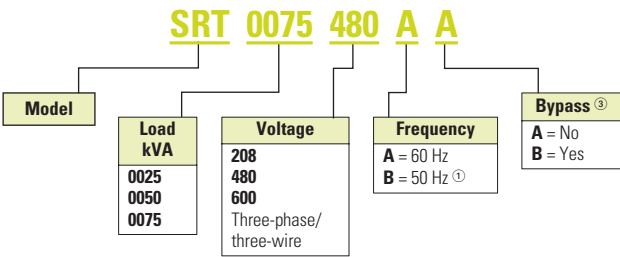 SRT 0075 480 A A
Model
Load
kVA
0025
0050
0075
Voltage
208
480
600
Three-phase/
three-wire
Frequency
A = 60 Hz
B = 50 Hz ①
Bypass ③
A = No
B = Yes